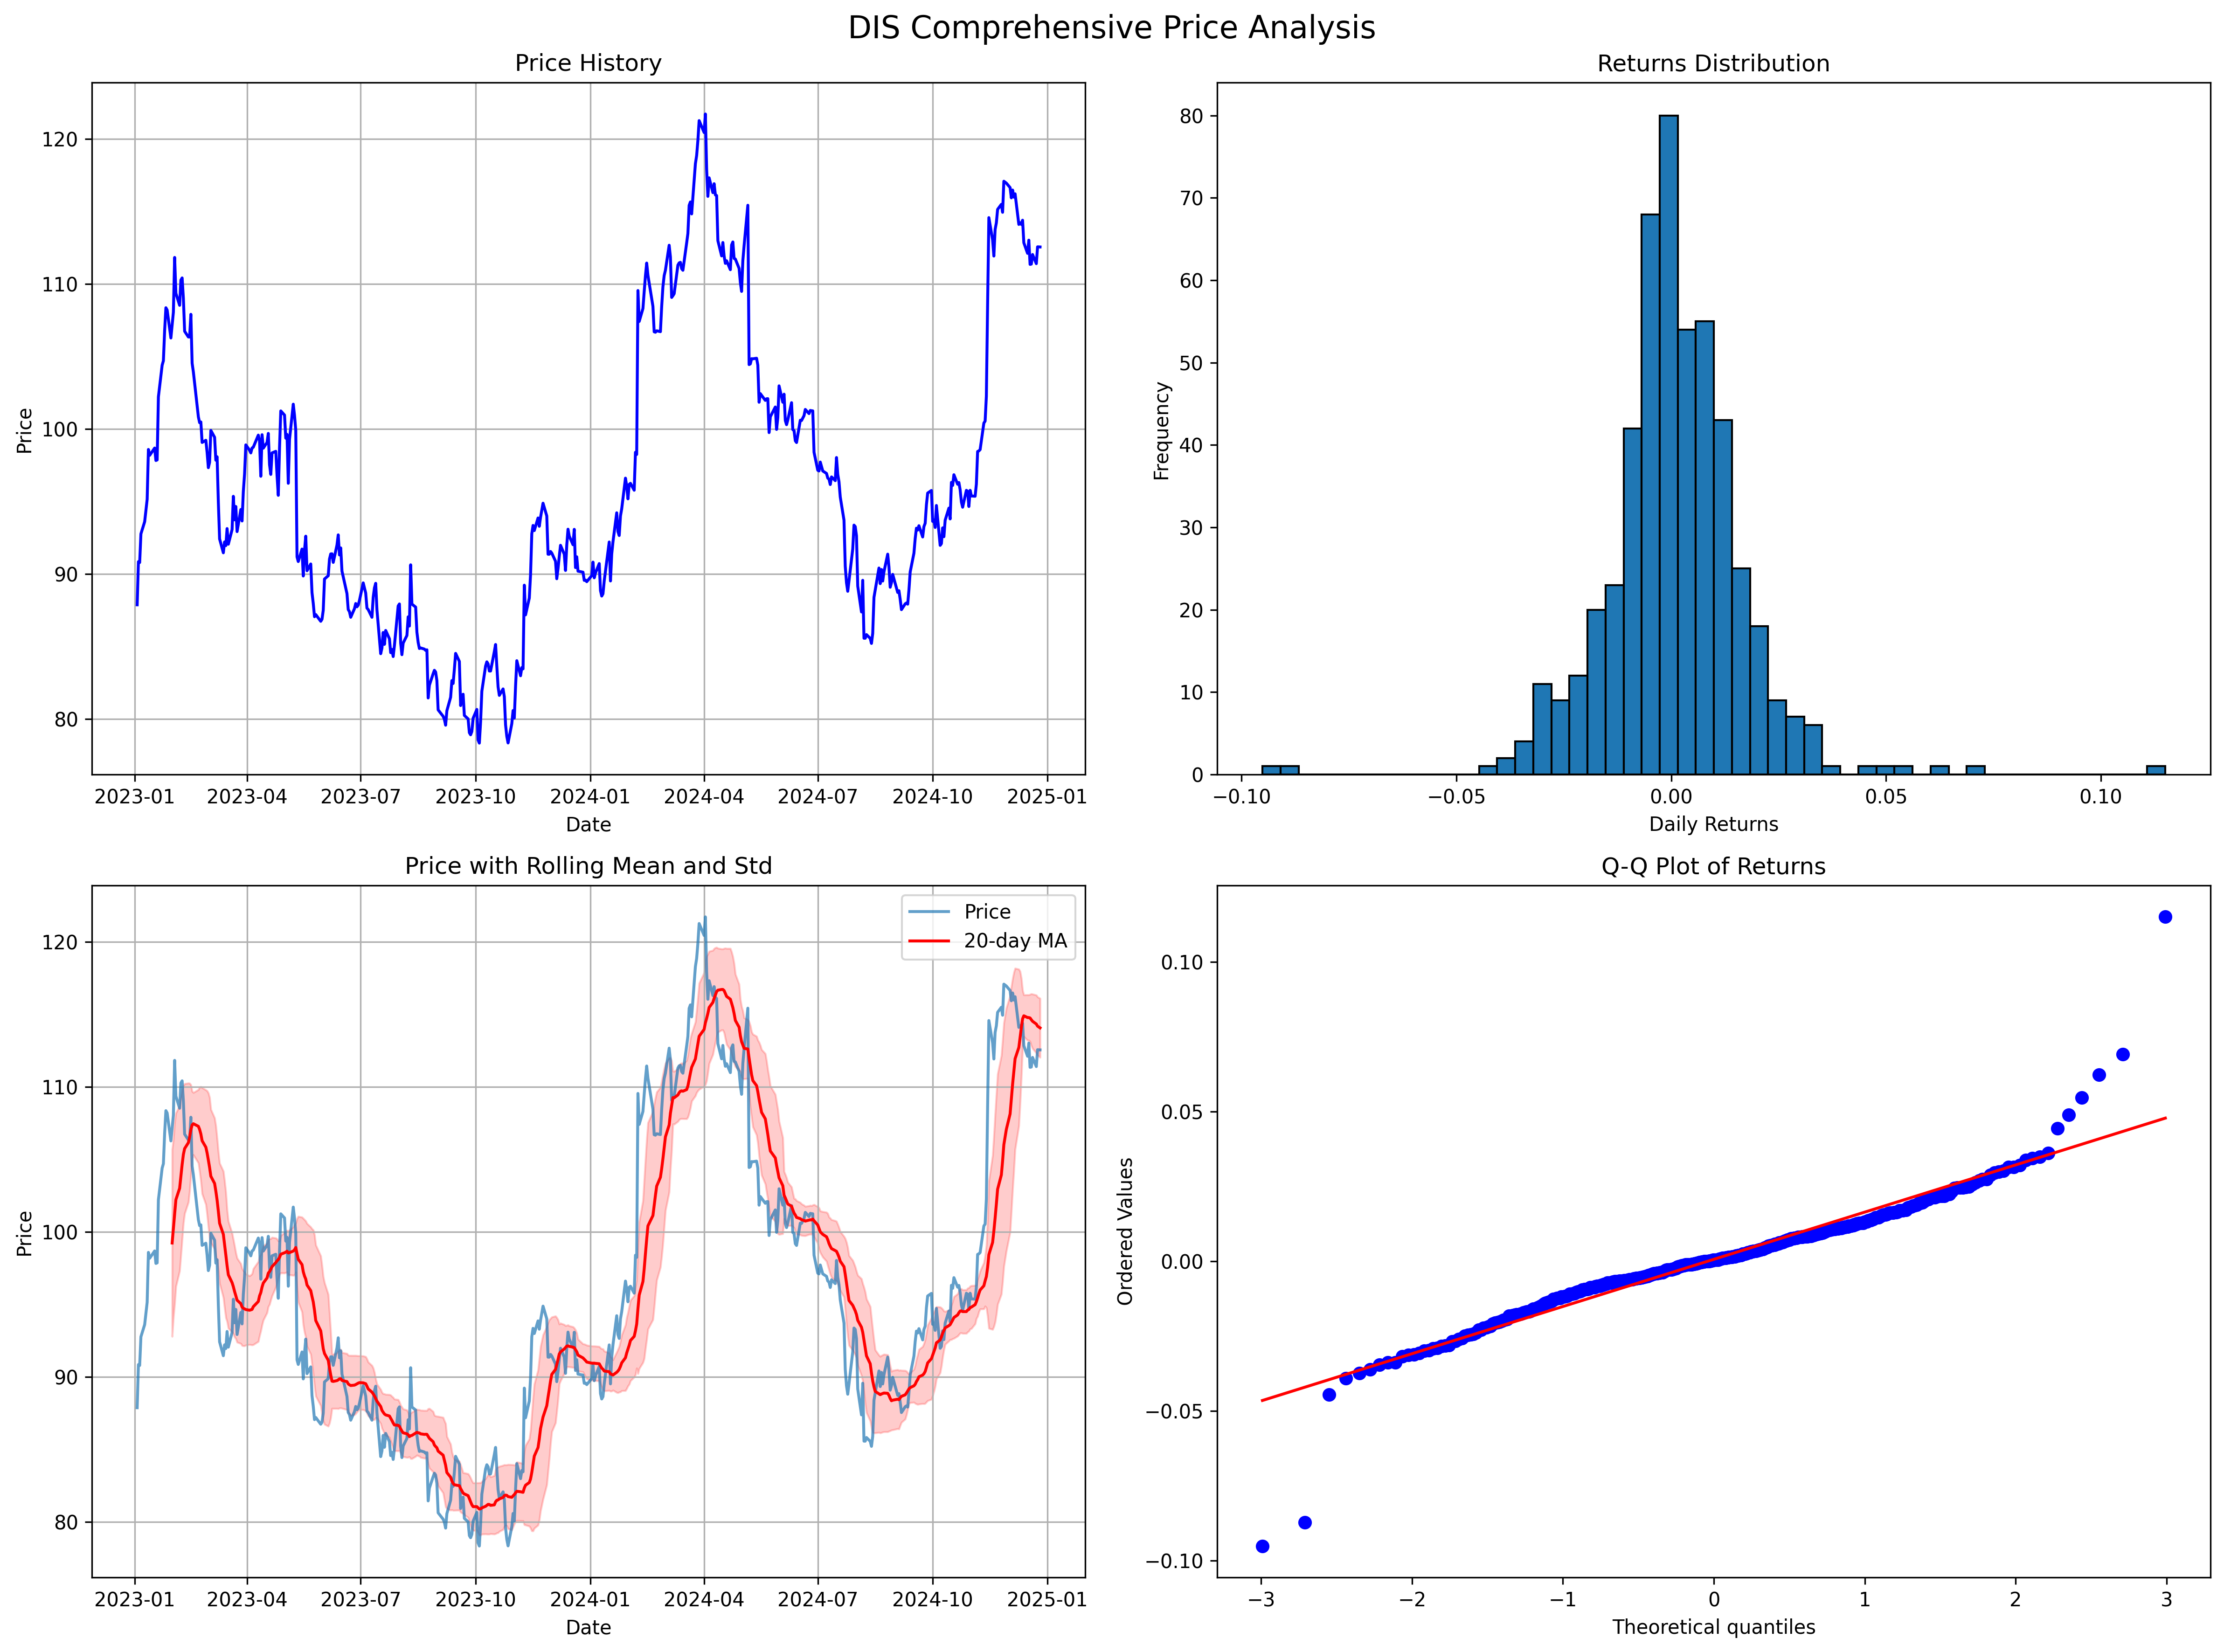 DIS Comprehensive Price Analysis
Price History
120
110
100
90
80
Price
2023-01 2023-04 2023-07 2023-10 2024-01 2024-04 2024-07 2024-10 2025-01
Date
Returns Distribution
80
70
60
50
40
30
20
10
0
Frequency
−0.10 −0.05 0.00 0.05 0.10
Daily Returns
Price with Rolling Mean and Std
Price
20-day MA
120
110
100
90
80
Price
2023-01 2023-04 2023-07 2023-10 2024-01 2024-04 2024-07 2024-10 2025-01
Date
Q-Q Plot of Returns
0.10
0.05
0.00
−0.05
−0.10
Ordered Values
−3 −2 −1 0 1 2 3
Theoretical quantiles